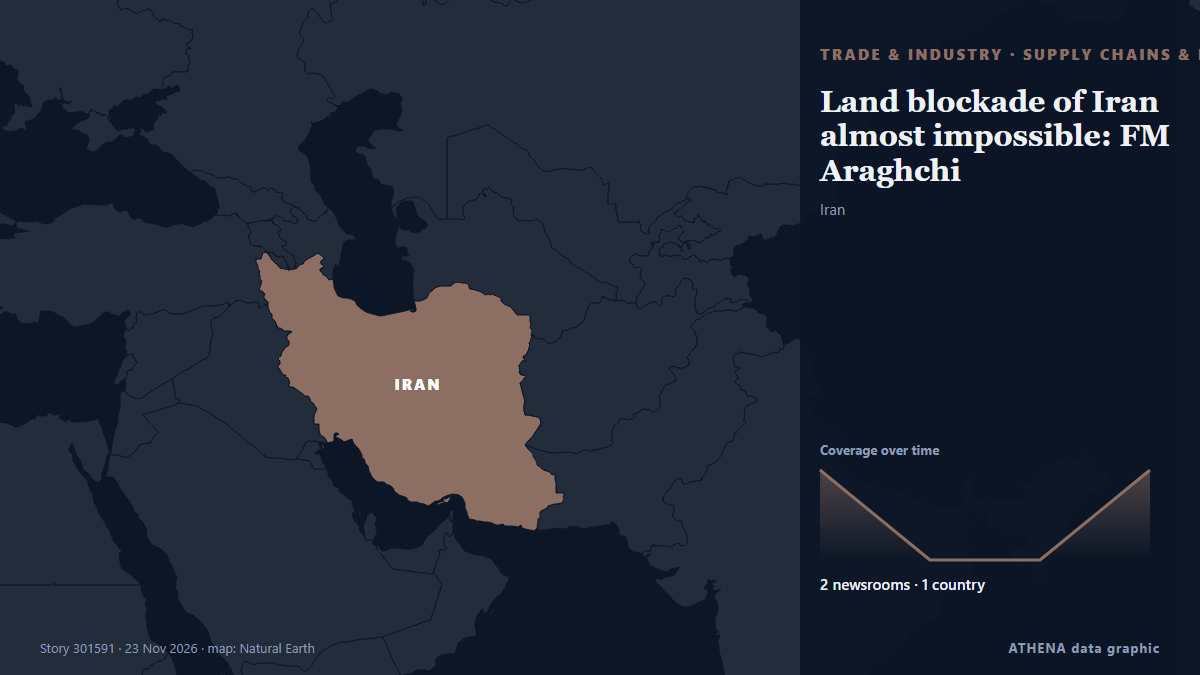 TRADE & INDUSTRY · SUPPLY CHAINS &
Land blockade of Iran
almost impossible: FM
Araghchi
Iran
IRAN
Coverage over time
2 newsrooms · 1 country
Story 301591 · 23 Nov 2026 · map: Natural Earth
ATHENA data graphic